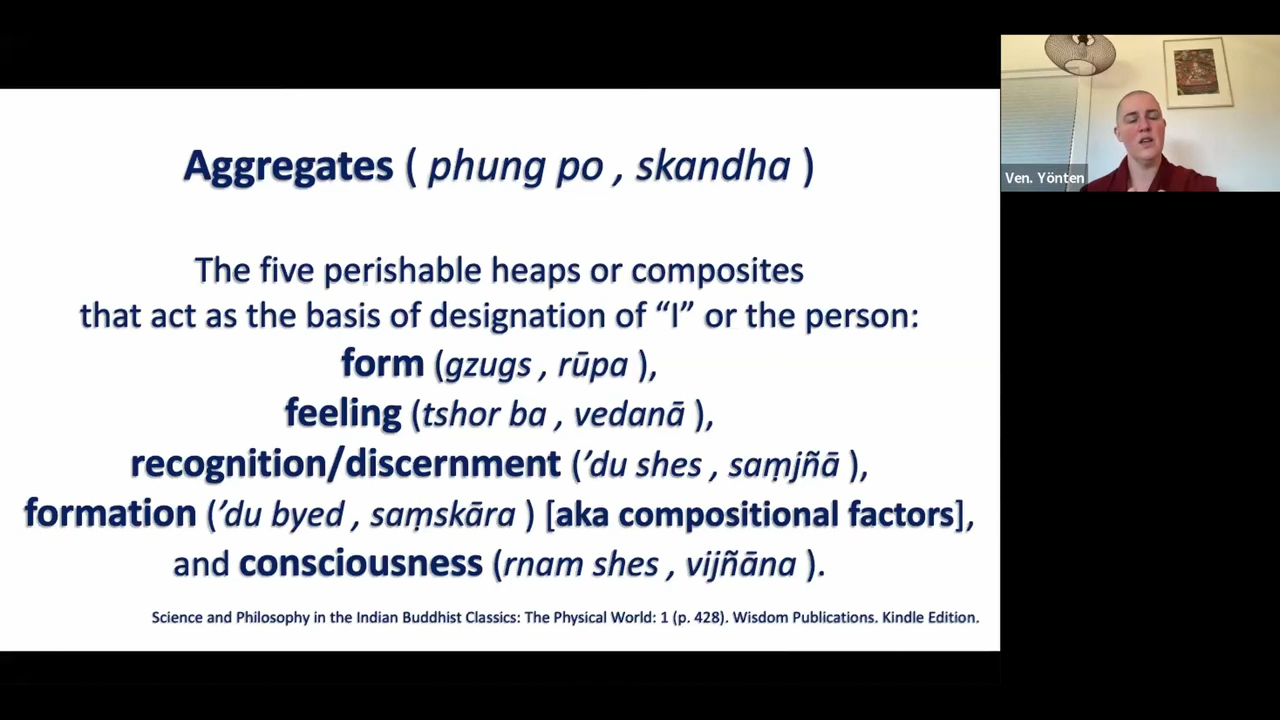 Aggregates ( phung po , skandha )
The five perishable heaps or composites
that act as the basis of designation of “I” or the person:
form (gzugs , rūpa ),
feeling (tshor ba , vedanā ),
recognition/discernment (’du shes , saṃjñā ),
formation (’du byed , saṃskāra ) [aka compositional factors],
and consciousness (rnam shes , vijñāna ).
Science and Philosophy in the Indian Buddhist Classics: The Physical World: 1 (p. 428). Wisdom Publications. Kindle Edition.
Ven. Yönten